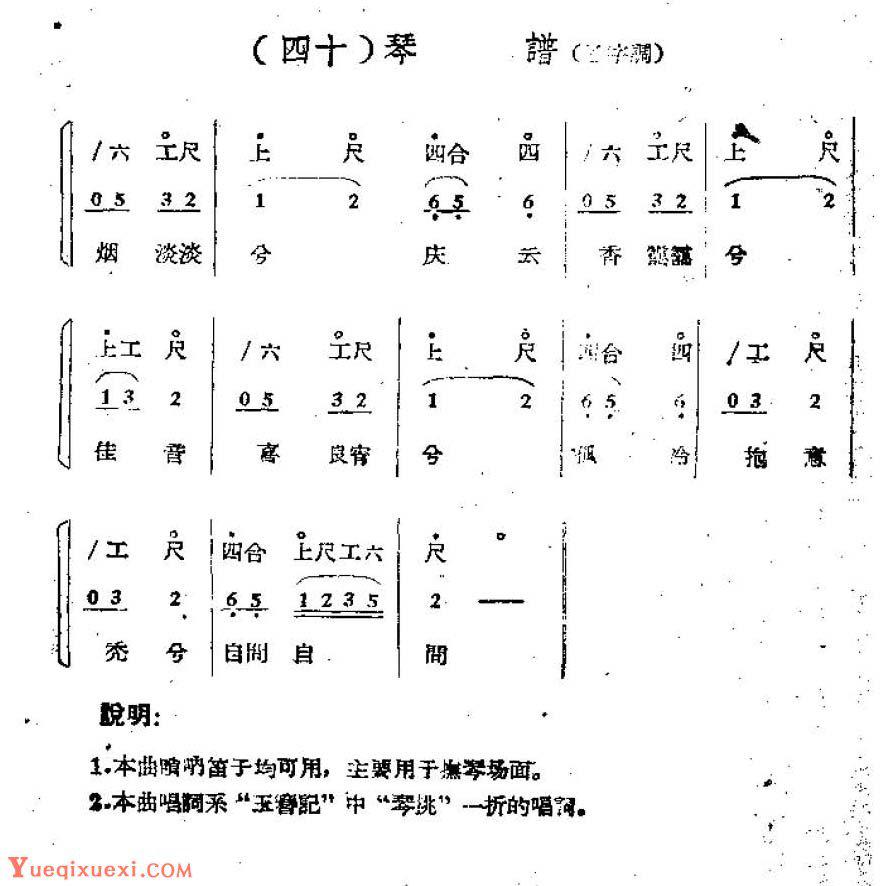 （四十）琴 譜（工字調）
/六 工尺 上 尺 四合 四 /六 工尺 上 尺
0 5 3 2 1 2 6 5 6 0 5 3 2 1 2
烟 淡淡 兮 庆 云 香 靄靄 兮
上工 尺 /六 工尺 上 尺 四合 四 /工 尺
1 3 2 0 5 3 2 1 2 6 5 6 0 3 2
佳 音 寄 良宵 兮 孤 冷 抱 意
/工 尺 四合 上尺工六 尺
0 3 2 6 5 1 2 3 5 2 —
兮 自問 自 問
說明：
1.本曲嗩吶笛子均可用，主要用于撫琴场面。
2.本曲唱詞系“玉簪記”中“琴挑”一折的唱詞。
Yueqixuexi.com